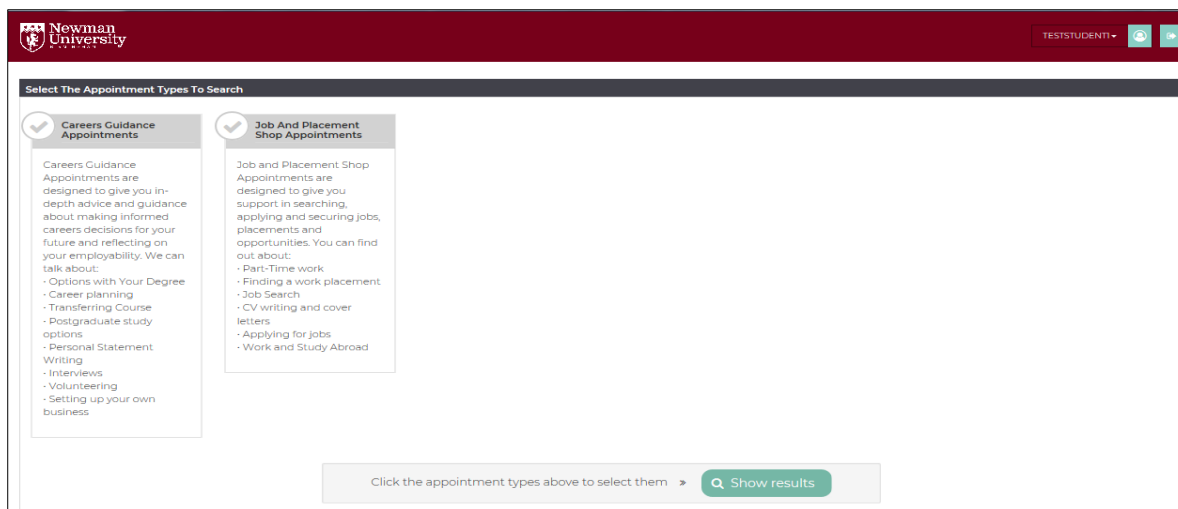 Newman
University
TESTSTUDENT1
Select The Appointment Types To Search
Careers Guidance
Appointments
Careers Guidance
Appointments are
designed to give you in-
depth advice and guidance
about making informed
careers decisions for your
future and reflecting on
your employability. We can
talk about:
• Options with Your Degree
• Career planning
• Transferring Course
• Postgraduate study
options
• Personal Statement
Writing
• Interviews
• Volunteering
• Setting up your own
business
Job And Placement
Shop Appointments
Job and Placement Shop
Appointments are
designed to give you
support in searching,
applying and securing jobs,
placements and
opportunities. You can find
out about:
• Part-Time work
• Finding a work placement
• Job Search
• CV writing and cover
letters
• Applying for jobs
• Work and Study Abroad
Click the appointment types above to select them » Show results